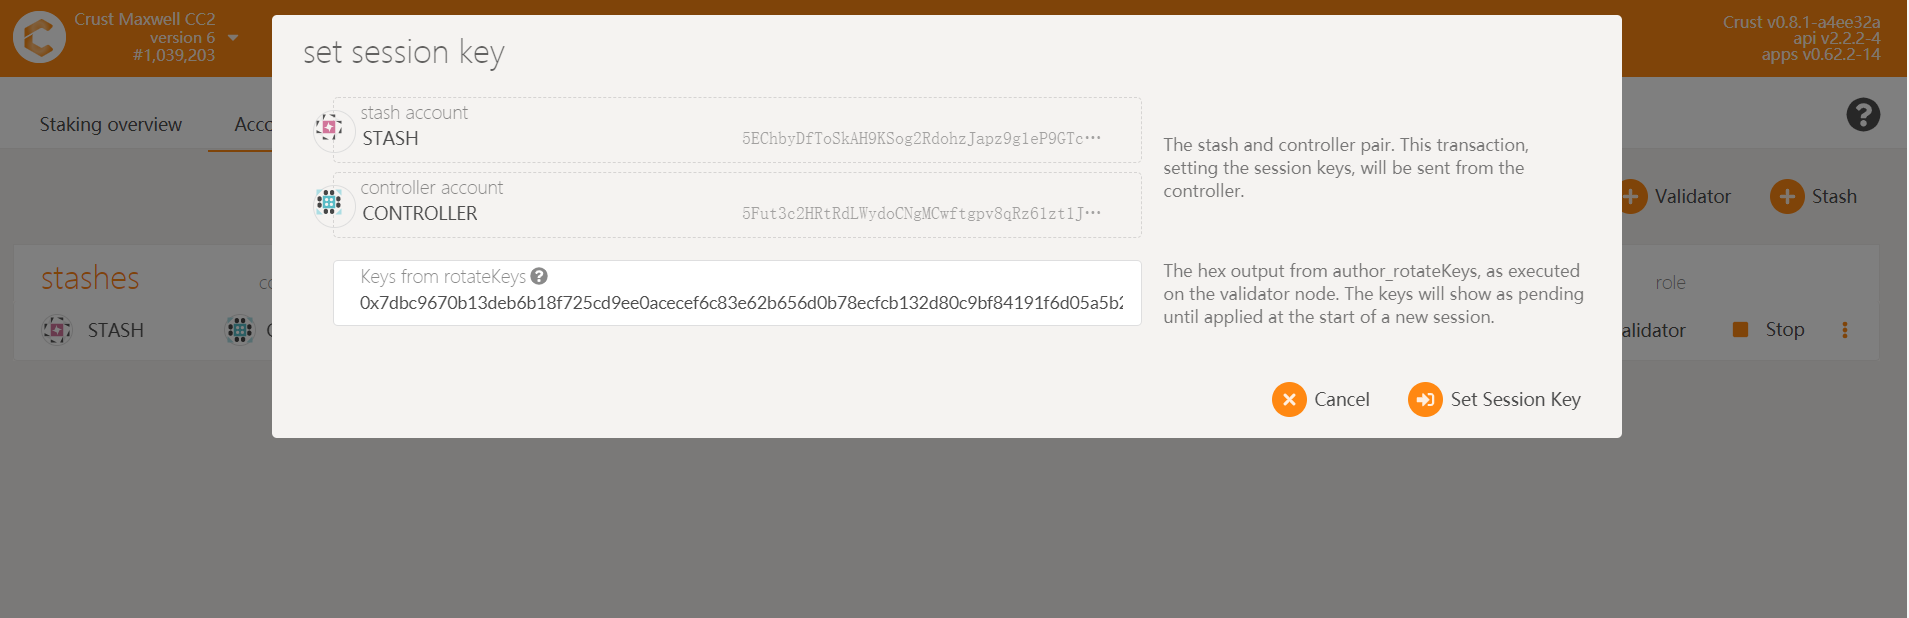 Crust Maxwell CC2
version 6
#1,039,203
Crust v0.8.1-a4ee32a
api v2.2.2-4
apps v0.62.2-14
Staking overview
Acco
set session key
stash account
STASH
5EChbyDfToSkAH9KSog2RdohzJapz9g1eP9GTc···
controller account
CONTROLLER
5Fut3c2HRtRdLWydoCNgMCwftgpv8qRz61zt1J···
The stash and controller pair. This transaction,
setting the session keys, will be sent from the
controller.
Keys from rotateKeys ?
0x7dbc9670b13deb6b18f725cd9ee0acecef6c83e62b656d0b78ecfcb132d80c9bf84191f6d05a5b2
The hex output from author_rotateKeys, as executed
on the validator node. The keys will show as pending
until applied at the start of a new session.
Cancel
Set Session Key
?
Validator
Stash
stashes
co
role
STASH
C
alidator
Stop